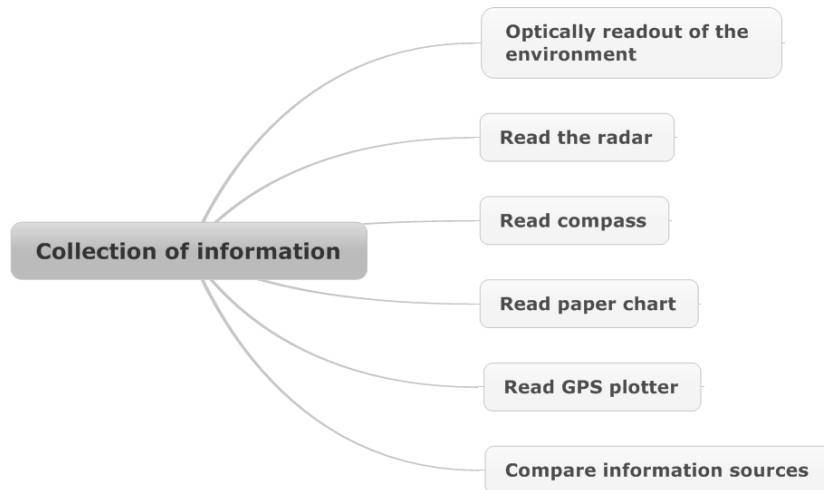 Optically readout of the
environment
Read the radar
Read compass
Collection of information
Read paper chart
Read GPS plotter
Compare information sources